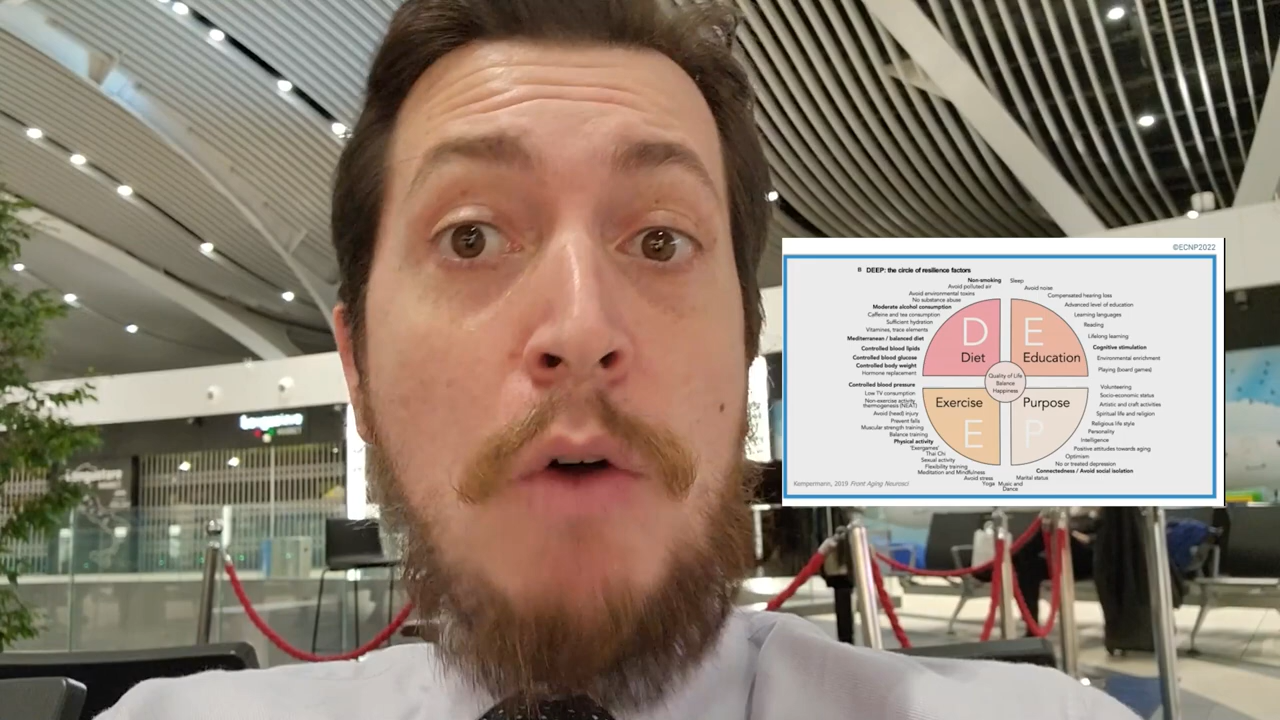 ©ECNP2022
B DEEP: the circle of resilience factors
Non-smoking
Avoid polluted air
Avoid environmental toxins
No substance abuse
Moderate alcohol consumption
Caffeine and tea consumption
Sufficient hydration
Vitamines, trace elements
Mediterranean / balanced diet
Controlled blood lipids
Controlled blood glucose
Controlled body weight
Hormone replacement
Sleep
Avoid noise
Compensated hearing loss
Advanced level of education
Learning languages
Reading
Lifelong learning
Cognitive stimulation
Environmental enrichment
Playing (board games)
D
Diet
E
Education
Quality of Life
Balance
Happiness
Exercise
E
Purpose
P
Controlled blood pressure
Low TV consumption
Non-exercise activity
thermogenesis (NEAT)
Avoid (head) injury
Prevent falls
Muscular strength training
Balance training
Physical activity
'Exergames'
Thai Chi
Sexual activity
Flexibility training
Meditation and Mindfulness
Avoid stress
Yoga
Volunteering
Socio-economic status
Artistic and craft activities
Spiritual life and religion
Religious life style
Personality
Intelligence
Positive attitudes towards aging
Optimism
No or treated depression
Connectedness / Avoid social isolation
Marital status
Music and
Dance
Kempermann, 2019 Front Aging Neurosci